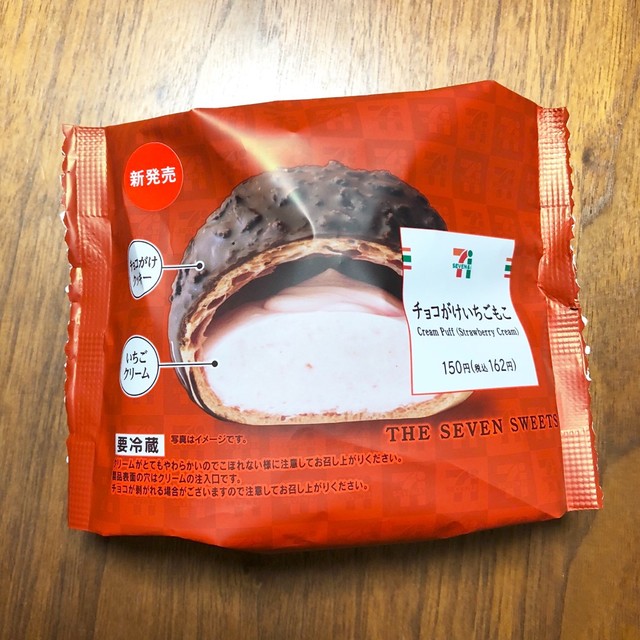 新発売
チョコがけ
クッキー
いちご
クリーム
7
SEVEN&i
チョコがけいちごもこ
Cream Puff (Strawberry Cream)
150円(税込162円)
THE SEVEN SWEETS
要冷蔵 写真はイメージです。
クリームがとてもやわらかいのでこぼれない様に注意してお召し上がりください。
製品表面の穴はクリームの注入口です。
チョコが剝がれる場合がございますので注意してお召し上がりください。